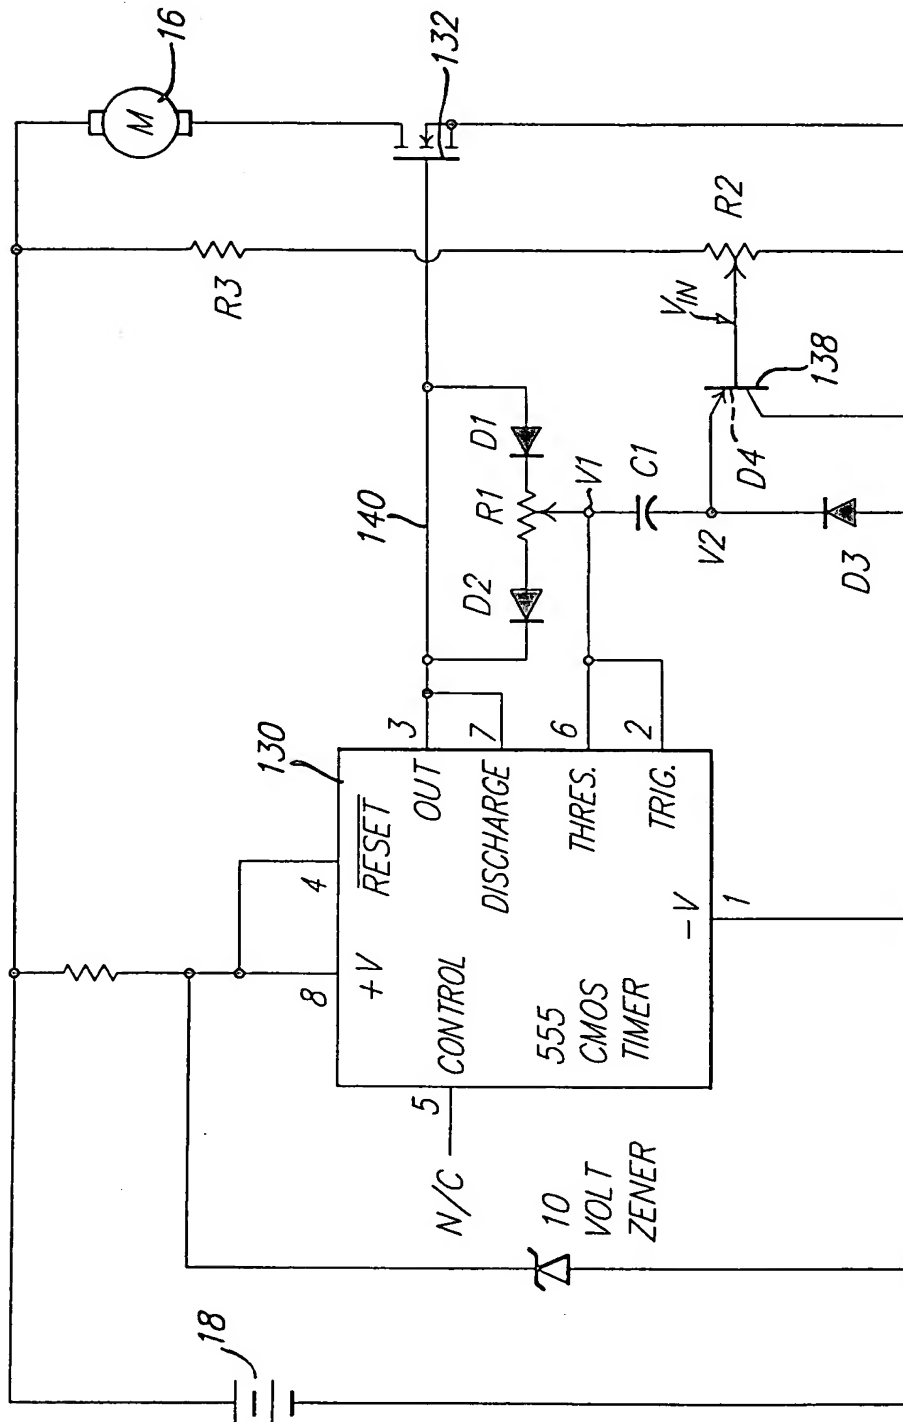 18
16
M
132
R3
R2
VIN
138
D4
140
D1
R1
D2
V1
C1
V2
D3
130
4
RESET
8
+V
3
OUT
7
DISCHARGE
6
THRES.
2
TRIG.
5
CONTROL
N/C
555
CMOS
TIMER
-V
1
10
VOLT
ZENER